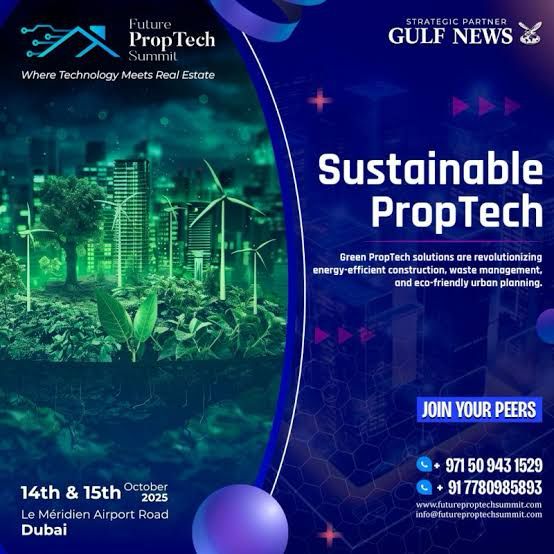 Future
PropTech
Summit
Where Technology Meets Real Estate
STRATEGIC PARTNER
GULF NEWS
Sustainable
PropTech
Green PropTech solutions are revolutionizing
energy-efficient construction, waste management,
and eco-friendly urban planning.
JOIN YOUR PEERS
+ 971 50 943 1529
+ 91 7780985893
www.futureproptechsummit.com
info@futureproptechsummit.com
14th & 15th October
2025
Le Méridien Airport Road
Dubai